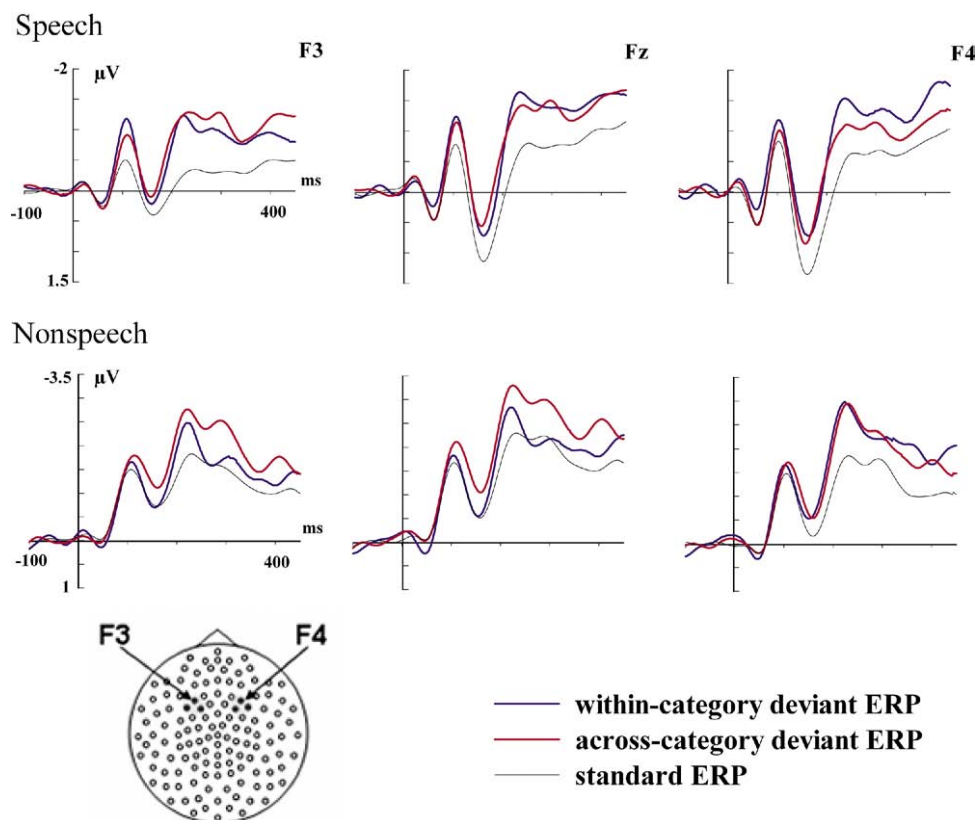 Speech
F3
Fz
F4
-2
µV
ms
-100
400
1.5
Nonspeech
-3.5
µV
ms
-100
400
1
F3
F4
within-category deviant ERP
across-category deviant ERP
standard ERP